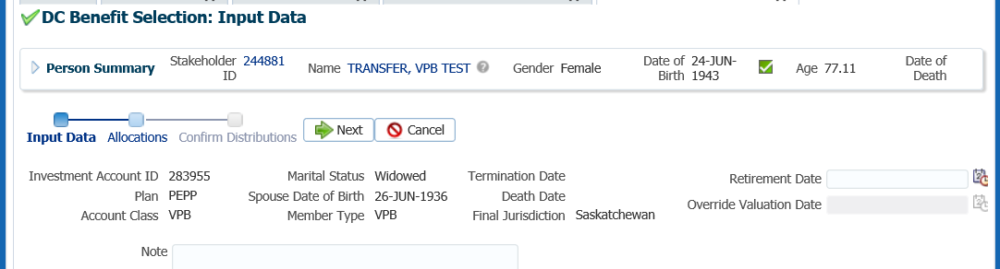 DC Benefit Selection: Input Data
Person Summary Stakeholder ID 244881 Name TRANSFER, VPB TEST Gender Female Date of Birth 24-JUN-1943 Age 77.11 Date of Death
Input Data Allocations Confirm Distributions Next Cancel
Investment Account ID 283955 Marital Status Widowed Termination Date Retirement Date
Plan PEPP Spouse Date of Birth 26-JUN-1936 Death Date Override Valuation Date
Account Class VPB Member Type VPB Final Jurisdiction Saskatchewan
Note